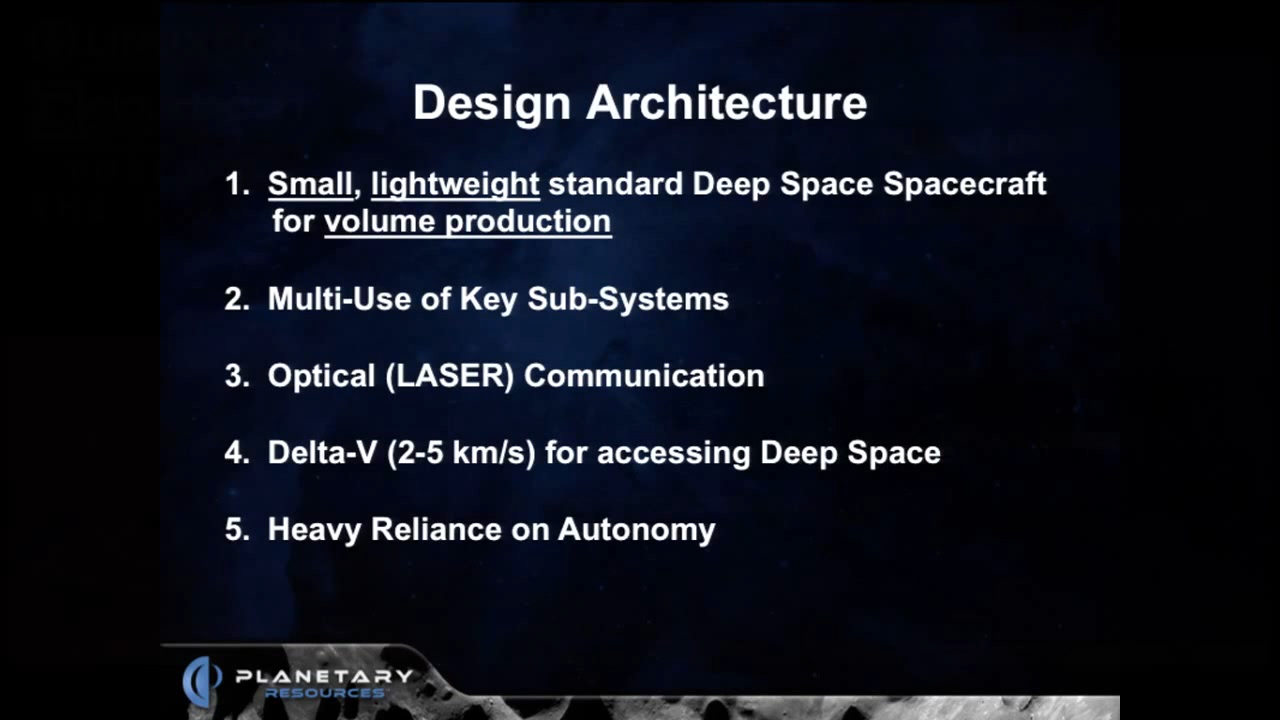 Design Architecture
1. Small, lightweight standard Deep Space Spacecraft
for volume production
2. Multi-Use of Key Sub-Systems
3. Optical (LASER) Communication
4. Delta-V (2-5 km/s) for accessing Deep Space
5. Heavy Reliance on Autonomy
PLANETARY
RESOURCES